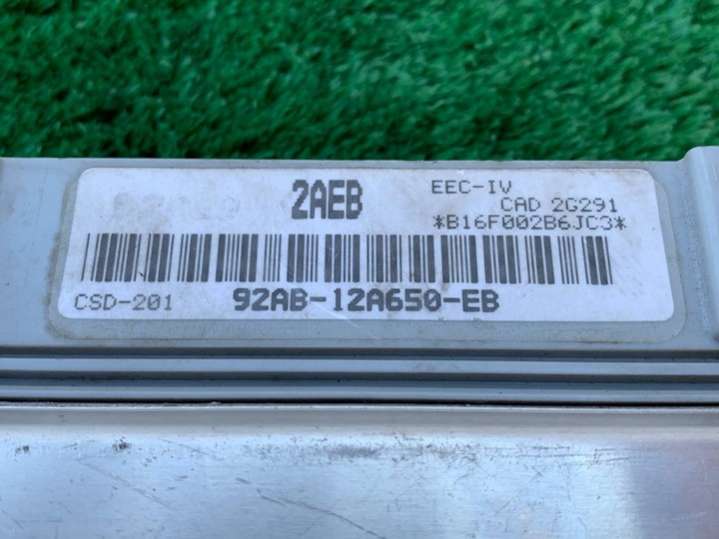 2AEB
EEC-IV
CAD 2G291
*B16F002B6JC3*
CSD-201
92AB-12A650-EB